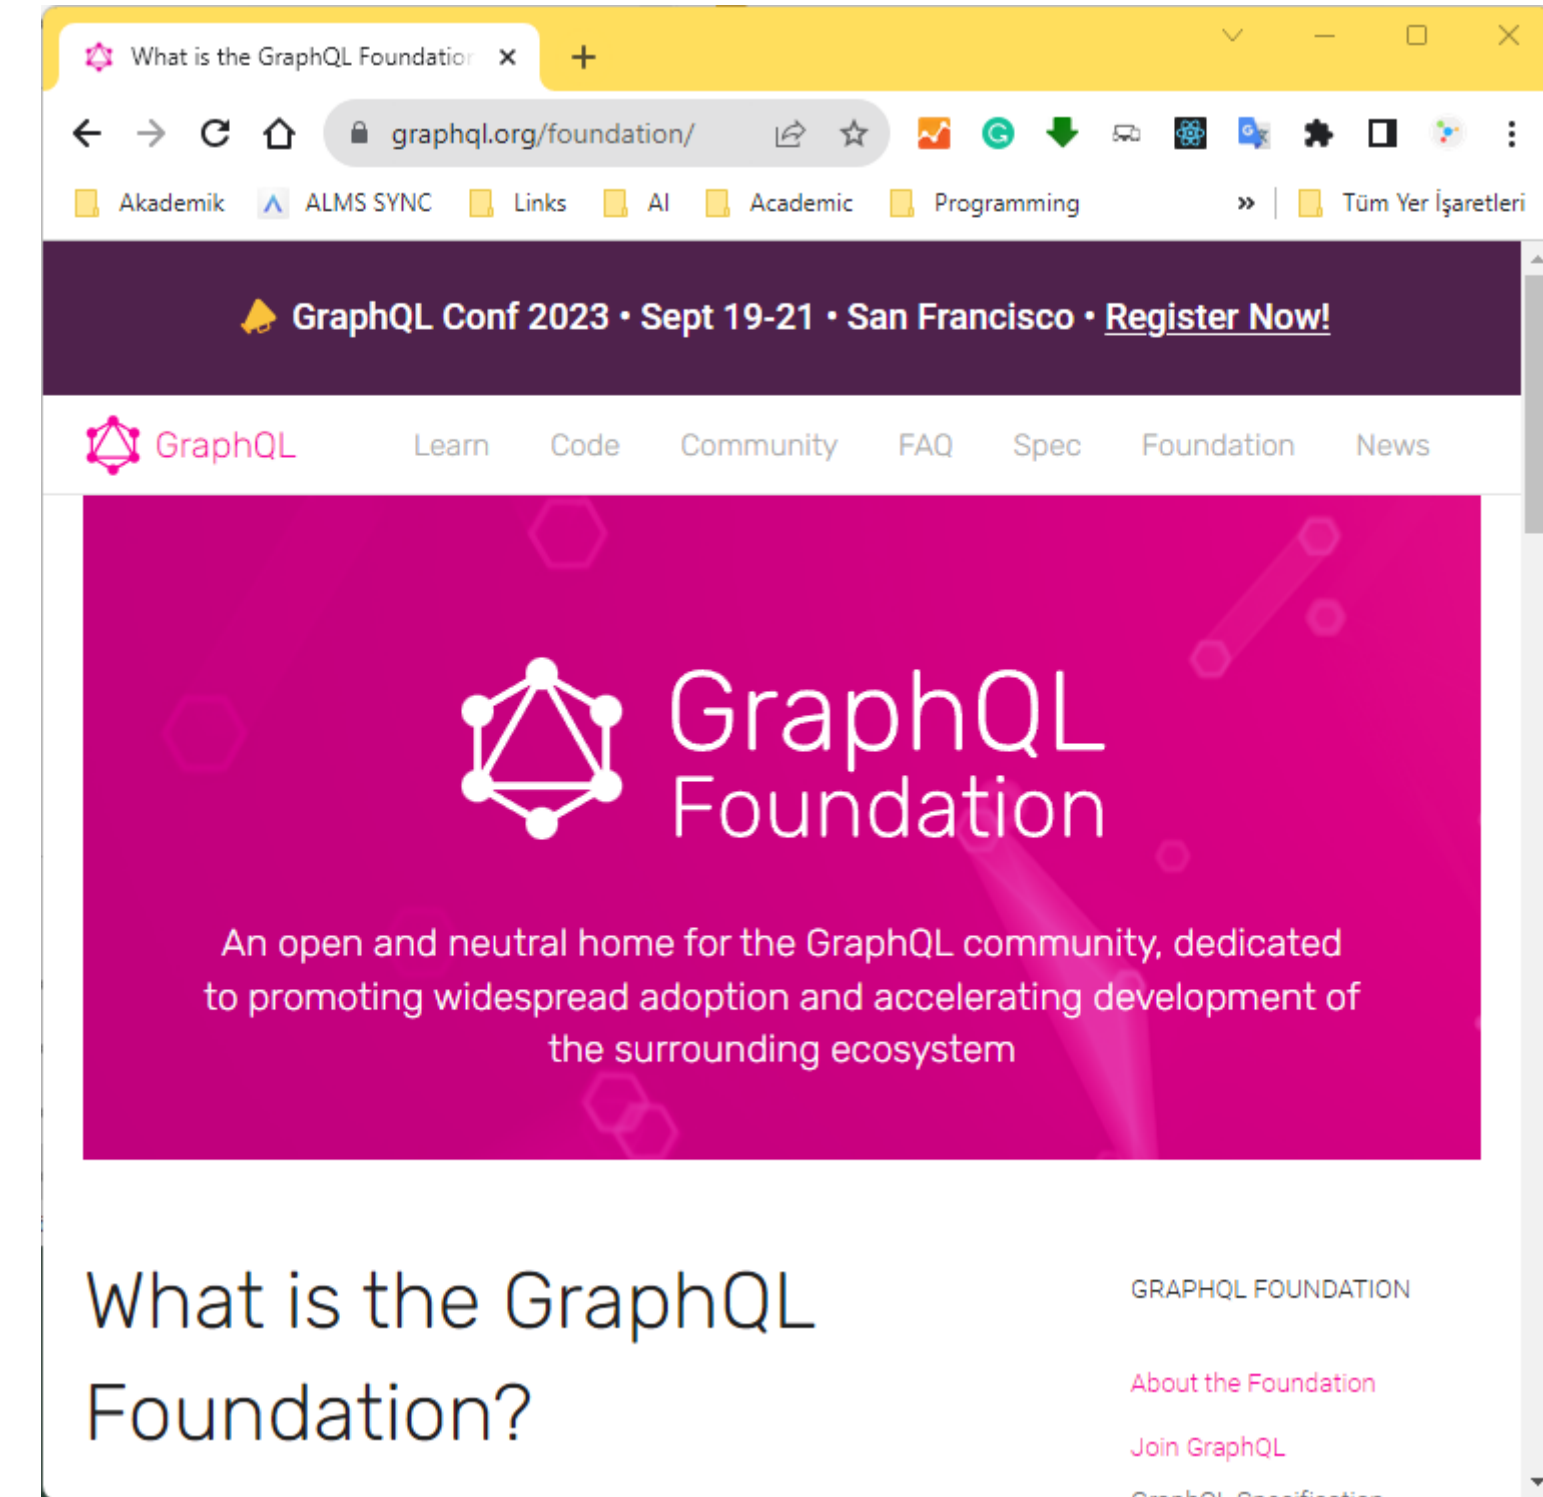 What is the GraphQL Foundation
graphql.org/foundation/
Akademik ALMS SYNC Links AI Academic Programming » Tüm Yer İşaretleri
GraphQL Conf 2023 • Sept 19-21 • San Francisco • Register Now!
GraphQL Learn Code Community FAQ Spec Foundation News
GraphQL
Foundation
An open and neutral home for the GraphQL community, dedicated
to promoting widespread adoption and accelerating development of
the surrounding ecosystem
What is the GraphQL
Foundation?
GRAPHQL FOUNDATION
About the Foundation
Join GraphQL
GraphQL Specification